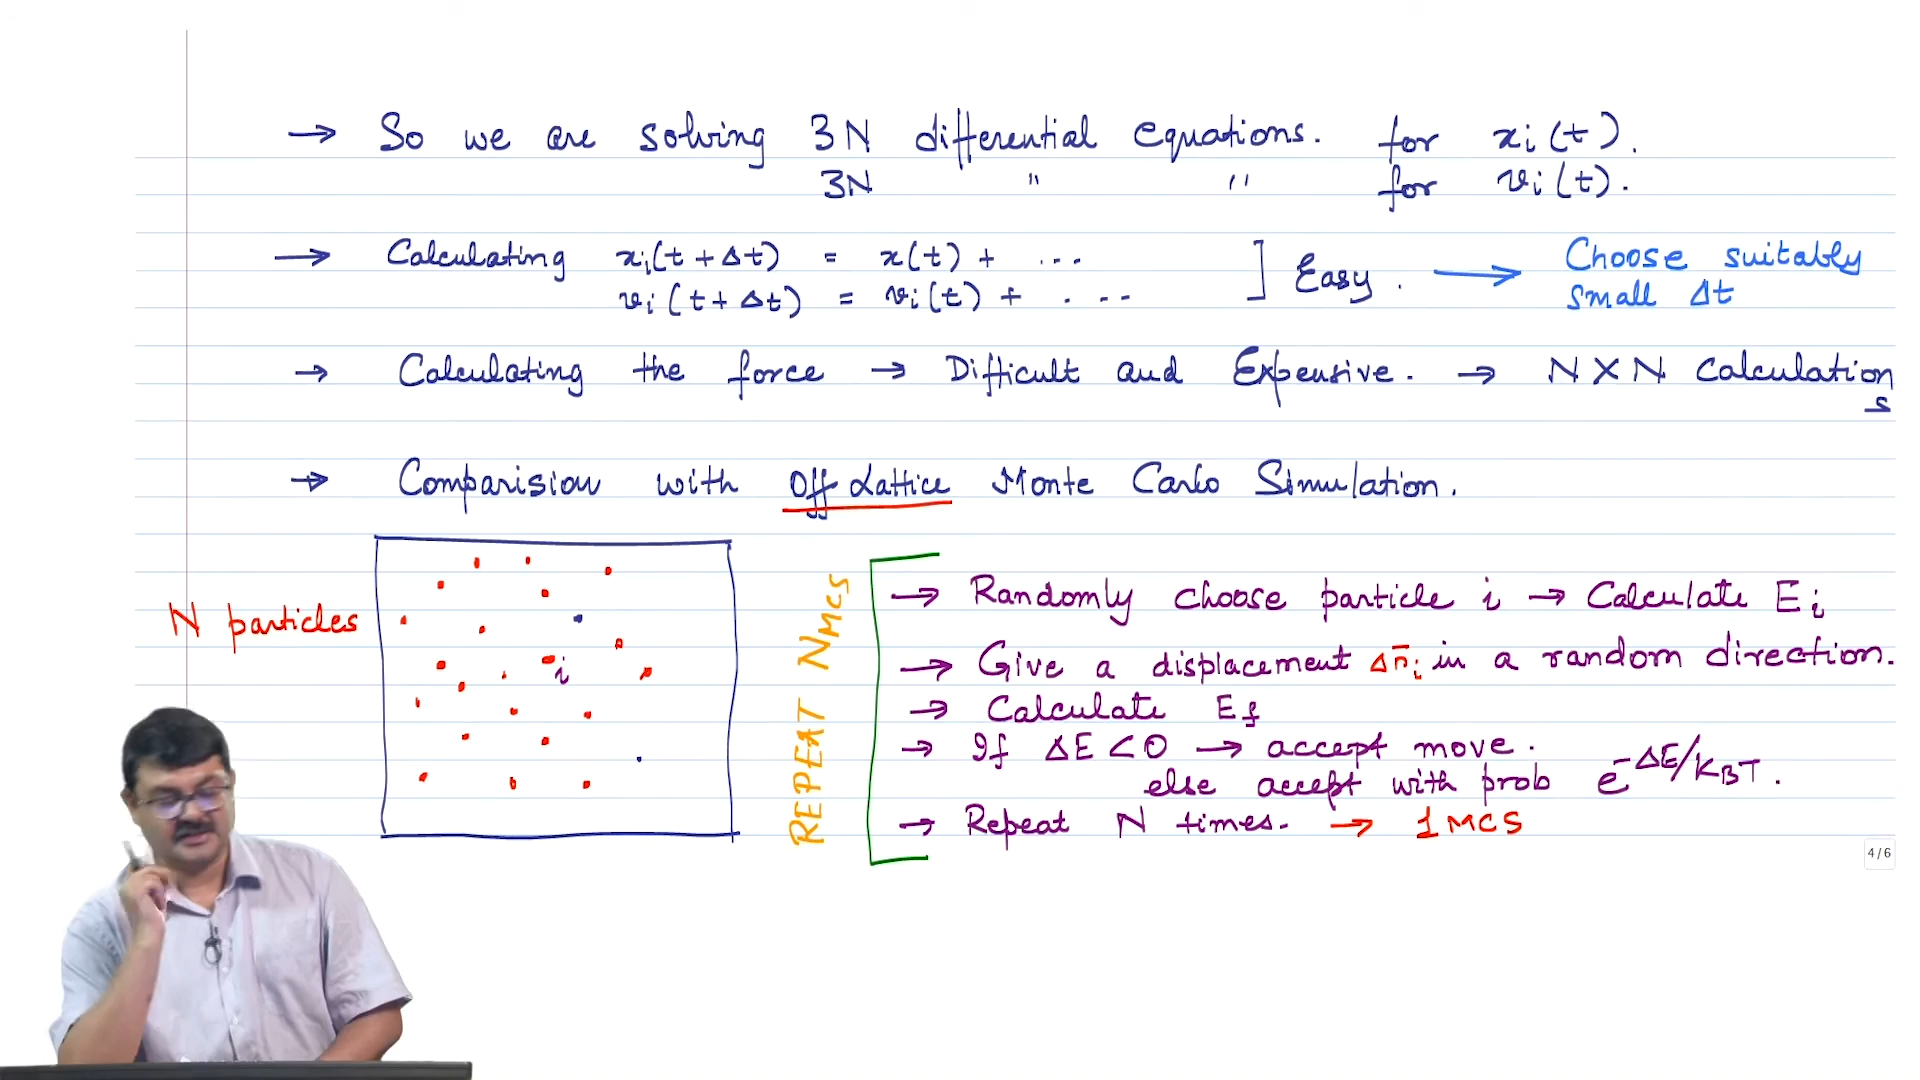 → So we are solving 3N differential equations. for xi(t).
3N " " for vi(t).
→ Calculating xi(t + Δt) = x(t) + ...
vi(t + Δt) = vi(t) + ... ] Easy. → Choose suitably
small Δt
→ Calculating the force → Difficult and Expensive. → N X N Calculation
s
→ Comparision with Off Lattice Monte Carlo Simulation.
N particles
i
REPEAT NMCS
→ Randomly choose particle i → Calculate Ei
→ Give a displacement Δr̄i in a random direction.
→ Calculate Ef
→ If ΔE < 0 → accept move.
else accept with prob e^-ΔE/KBT.
→ Repeat N times. → 1 MCS
4/6